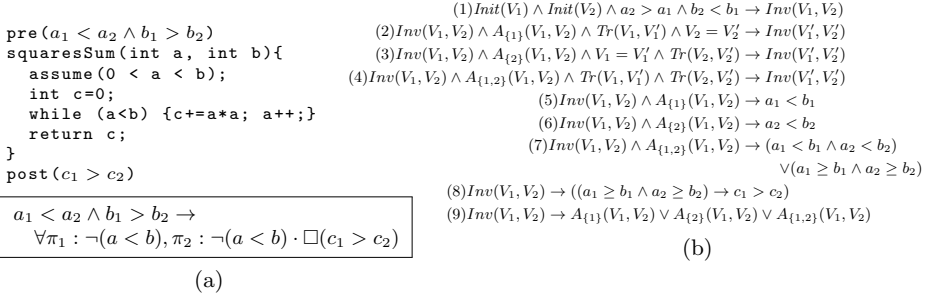 pre(a₁ < a₂ ∧ b₁ > b₂)
squaresSum(int a, int b){
assume(0 < a < b);
int c=0;
while (a<b) {c+=a*a; a++;}
return c;
}
post(c₁ > c₂)
a₁ < a₂ ∧ b₁ > b₂ →
∀π₁ : ¬(a < b), π₂ : ¬(a < b) · □(c₁ > c₂)
(a)
(1)Init(V₁) ∧ Init(V₂) ∧ a₂ > a₁ ∧ b₂ < b₁ → Inv(V₁, V₂)
(2)Inv(V₁, V₂) ∧ A_{1}(V₁, V₂) ∧ Tr(V₁, V₁′) ∧ V₂ = V₂′ → Inv(V₁′, V₂′)
(3)Inv(V₁, V₂) ∧ A_{2}(V₁, V₂) ∧ V₁ = V₁′ ∧ Tr(V₂, V₂′) → Inv(V₁′, V₂′)
(4)Inv(V₁, V₂) ∧ A_{1,2}(V₁, V₂) ∧ Tr(V₁, V₁′) ∧ Tr(V₂, V₂′) → Inv(V₁′, V₂′)
(5)Inv(V₁, V₂) ∧ A_{1}(V₁, V₂) → a₁ < b₁
(6)Inv(V₁, V₂) ∧ A_{2}(V₁, V₂) → a₂ < b₂
(7)Inv(V₁, V₂) ∧ A_{1,2}(V₁, V₂) → (a₁ < b₁ ∧ a₂ < b₂)
∨(a₁ ≥ b₁ ∧ a₂ ≥ b₂)
(8)Inv(V₁, V₂) → ((a₁ ≥ b₁ ∧ a₂ ≥ b₂) → c₁ > c₂)
(9)Inv(V₁, V₂) → A_{1}(V₁, V₂) ∨ A_{2}(V₁, V₂) ∨ A_{1,2}(V₁, V₂)
(b)